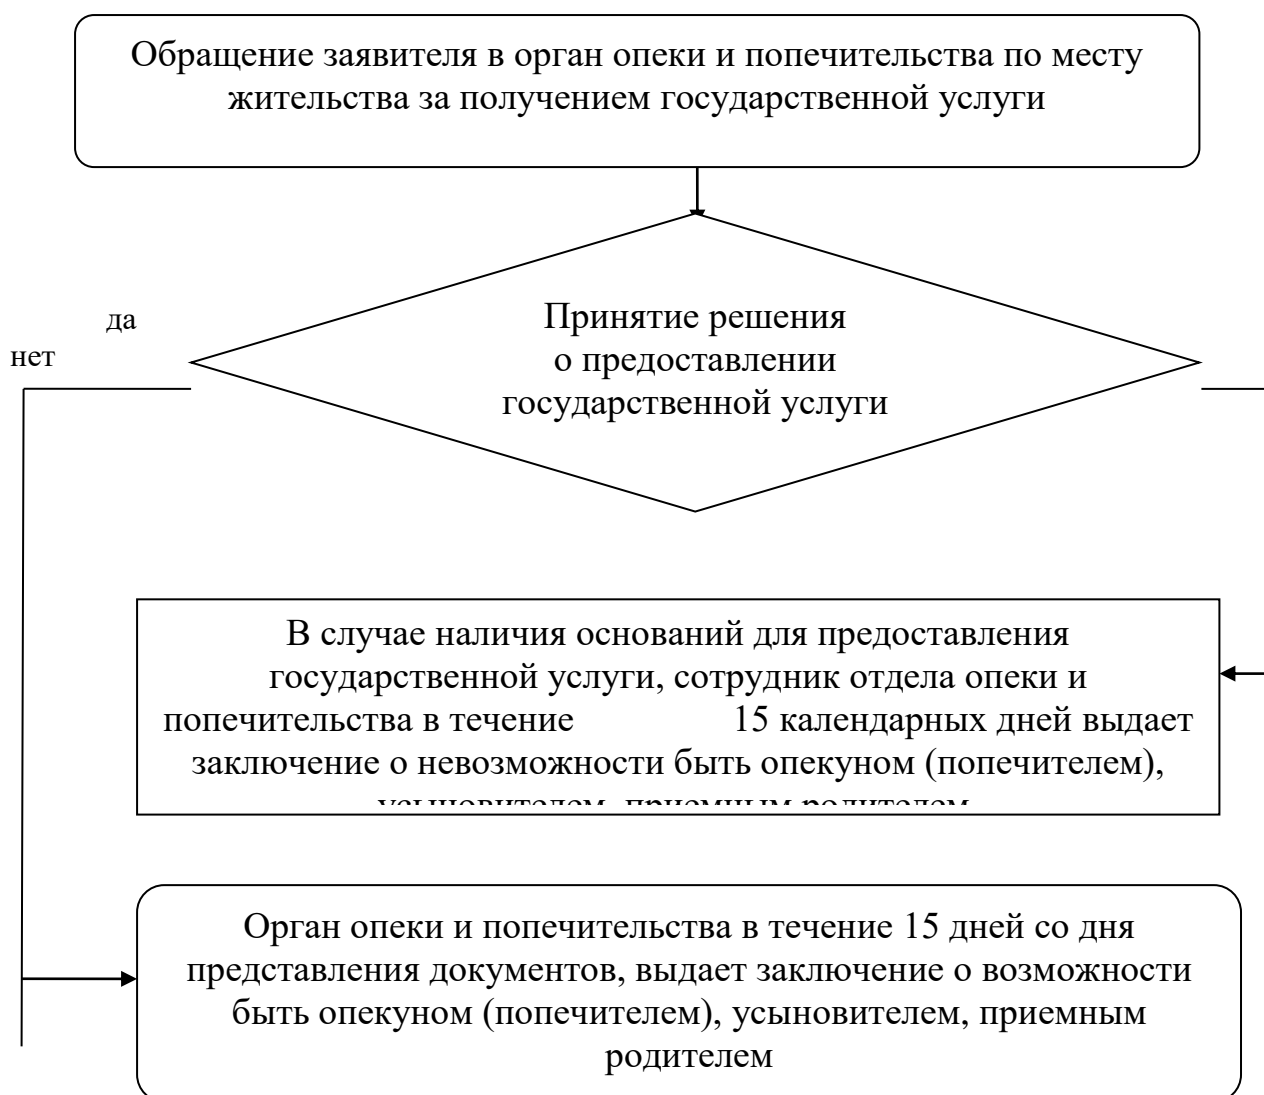 Обращение заявителя в орган опеки и попечительства по месту
жительства за получением государственной услуги
да
нет
Принятие решения
о предоставлении
государственной услуги
В случае наличия оснований для предоставления
государственной услуги, сотрудник отдела опеки и
попечительства в течение 15 календарных дней выдает
заключение о невозможности быть опекуном (попечителем),
усыновителем, приемным родителем
Орган опеки и попечительства в течение 15 дней со дня
представления документов, выдает заключение о возможности
быть опекуном (попечителем), усыновителем, приемным
родителем